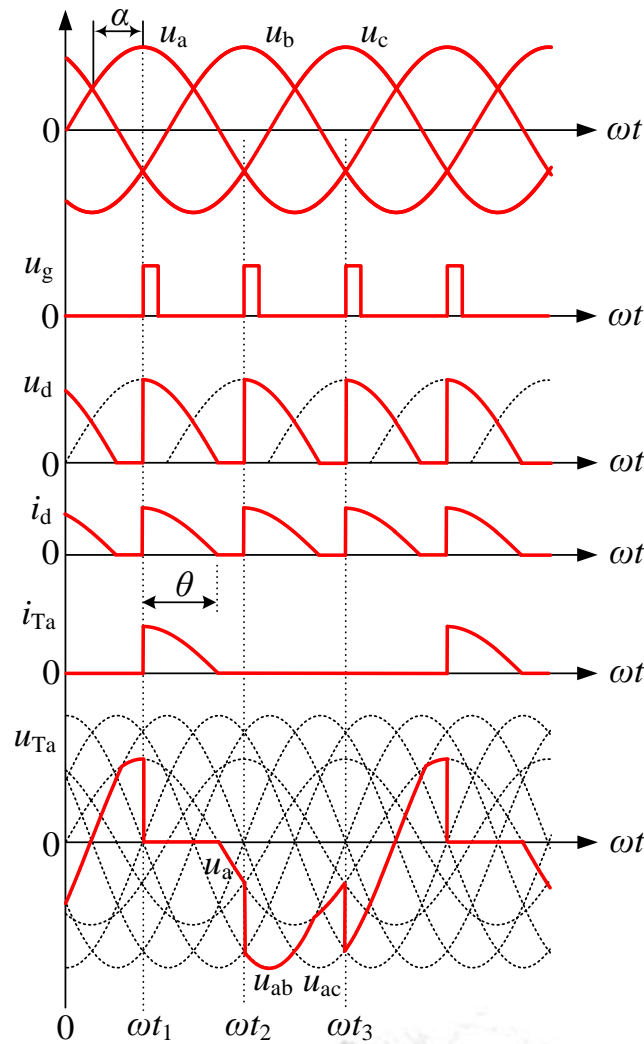 α
u_a u_b u_c
0 ωt
u_g
0 ωt
u_d
0 ωt
i_d
0 ωt
θ
i_Ta
0 ωt
u_Ta
0 ωt
u_a
u_ab u_ac
0 ωt_1 ωt_2 ωt_3